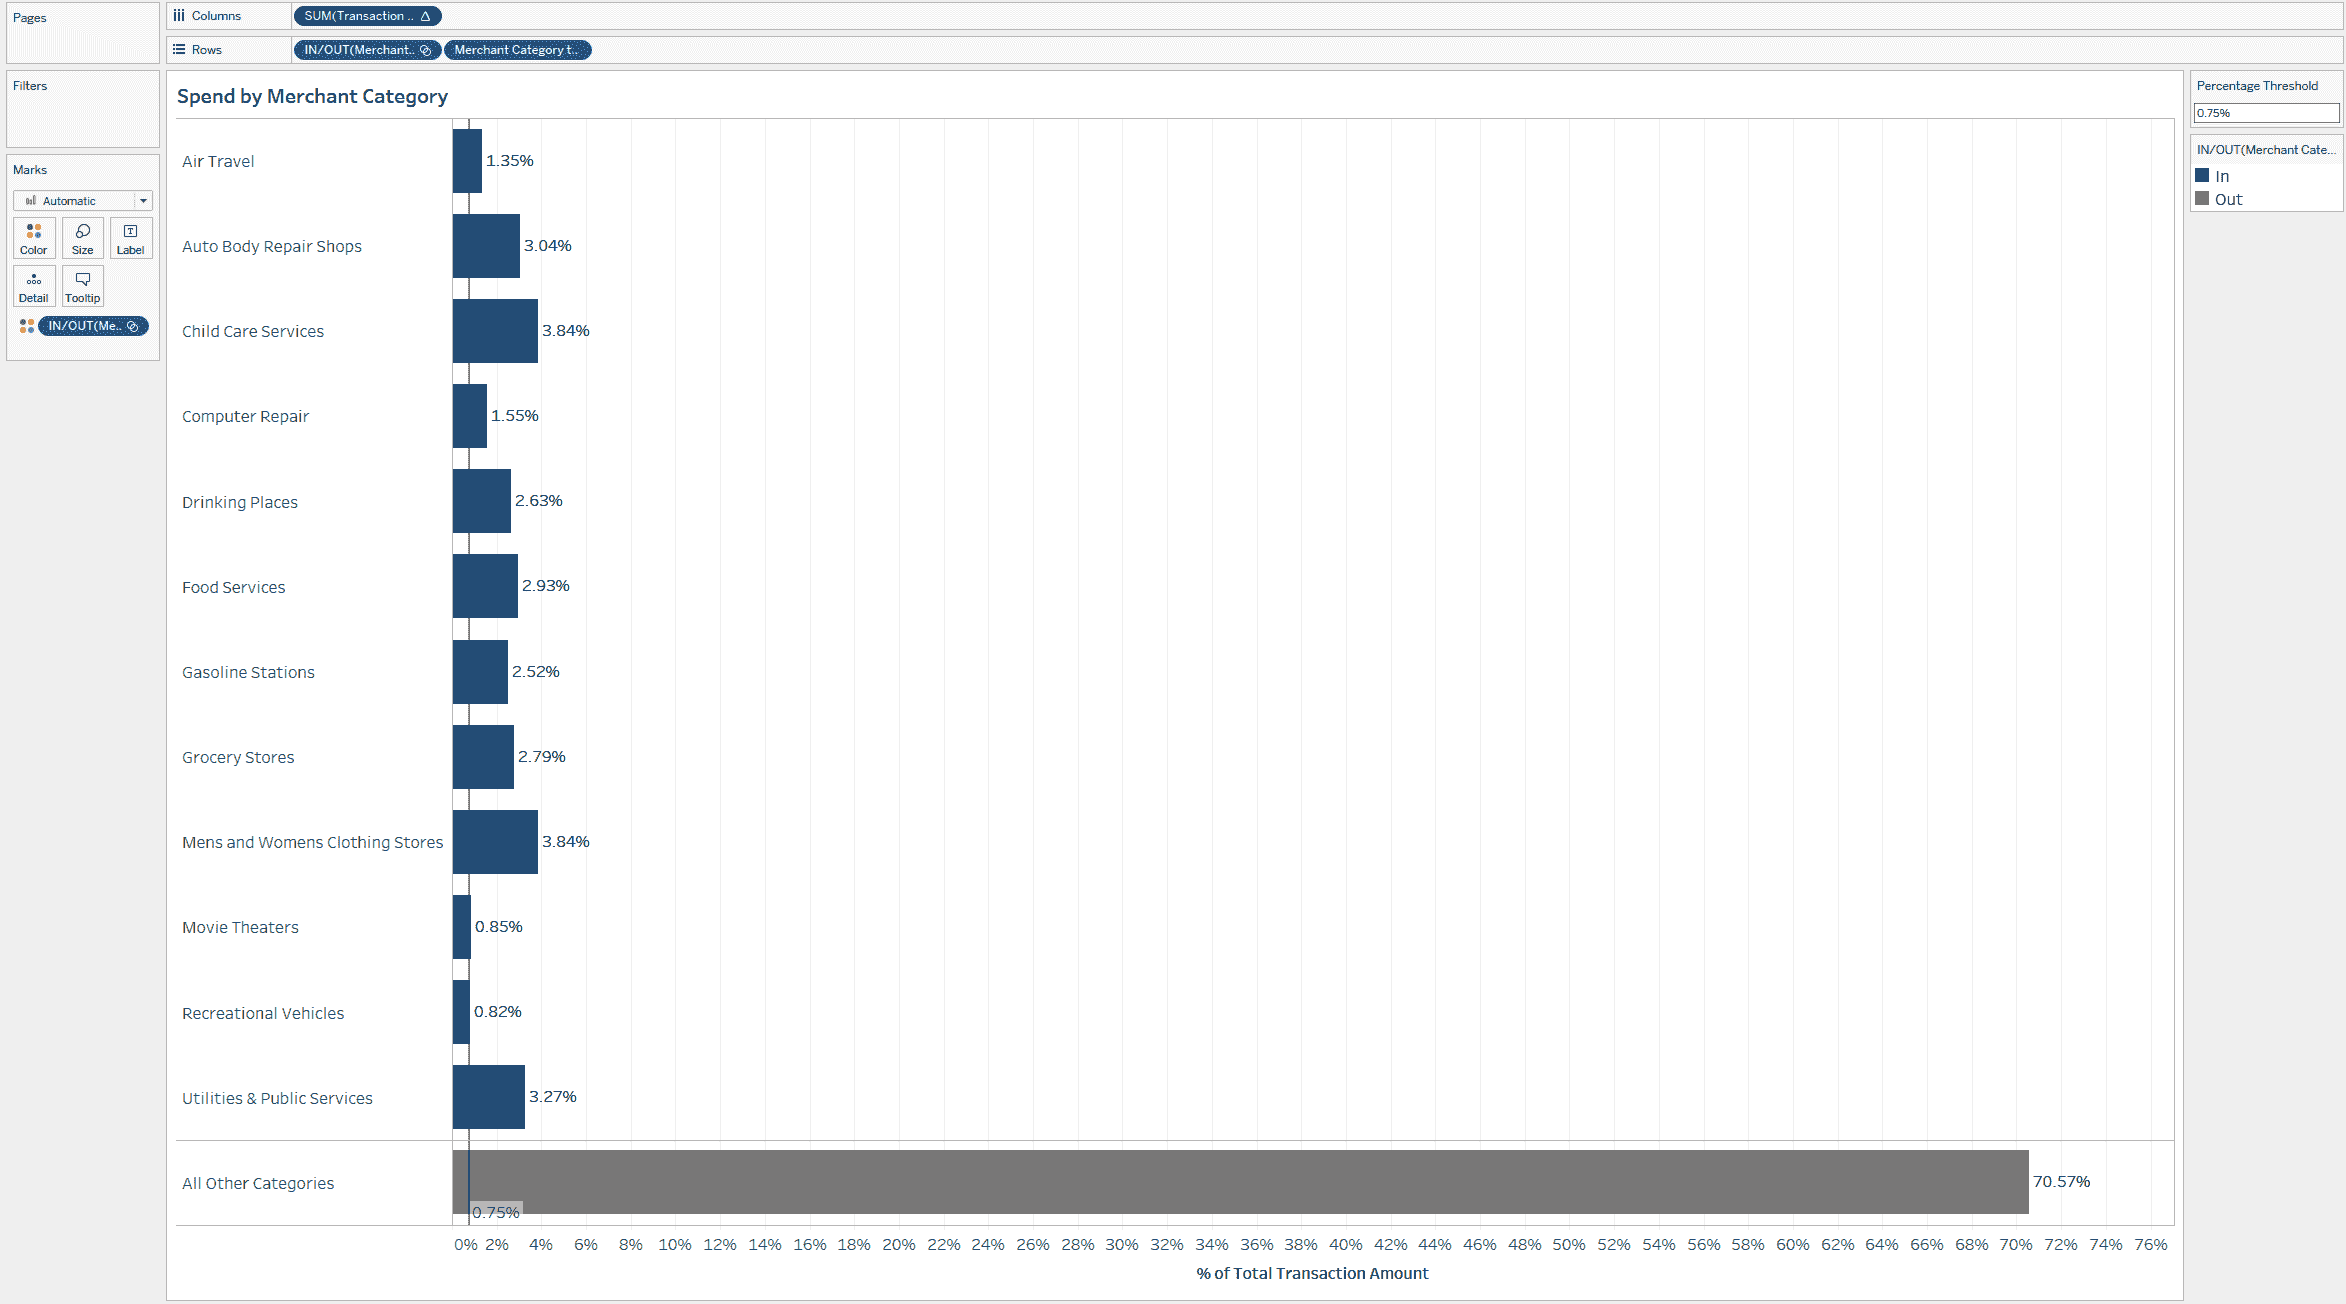 Pages
Columns
SUM(Transaction ..
Rows
IN/OUT(Merchant..
Merchant Category t..
Filters
Marks
Automatic
Color
Size
Label
Detail
Tooltip
IN/OUT(Me..
Spend by Merchant Category
Air Travel 1.35%
Auto Body Repair Shops 3.04%
Child Care Services 3.84%
Computer Repair 1.55%
Drinking Places 2.63%
Food Services 2.93%
Gasoline Stations 2.52%
Grocery Stores 2.79%
Mens and Womens Clothing Stores 3.84%
Movie Theaters 0.85%
Recreational Vehicles 0.82%
Utilities & Public Services 3.27%
All Other Categories 70.57%
0.75%
0% 2% 4% 6% 8% 10% 12% 14% 16% 18% 20% 22% 24% 26% 28% 30% 32% 34% 36% 38% 40% 42% 44% 46% 48% 50% 52% 54% 56% 58% 60% 62% 64% 66% 68% 70% 72% 74% 76%
% of Total Transaction Amount
Percentage Threshold
0.75%
IN/OUT(Merchant Cate...
In
Out